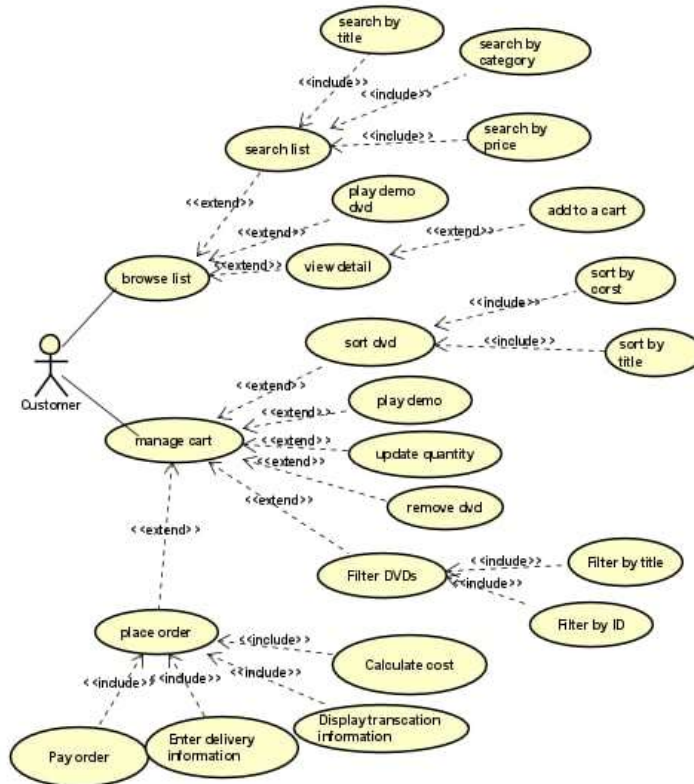 search by
title
search by
category
<<include>>
<<include>>
<<include>>
search by
price
search list
play demo
dvd
<<extend>>
<<extend>>
add to a cart
<<extend>>
<<extend>>
view detail
browse list
sort by
corst
<<include>>
<<include>>
sort by
title
sort dvd
Customer
<<extend>>
play demo
<<extend>>
manage cart
<<extend>>
update quantity
<<extend>>
<<extend>>
remove dvd
<<extend>>
<<include>>
Filter by title
Filter DVDs
<<include>>
Filter by ID
place order
<<include>>
Calculate cost
<<include>>
<<include>>
<<include>>
<<include>>
Display transcation
information
Enter delivery
information
Pay order